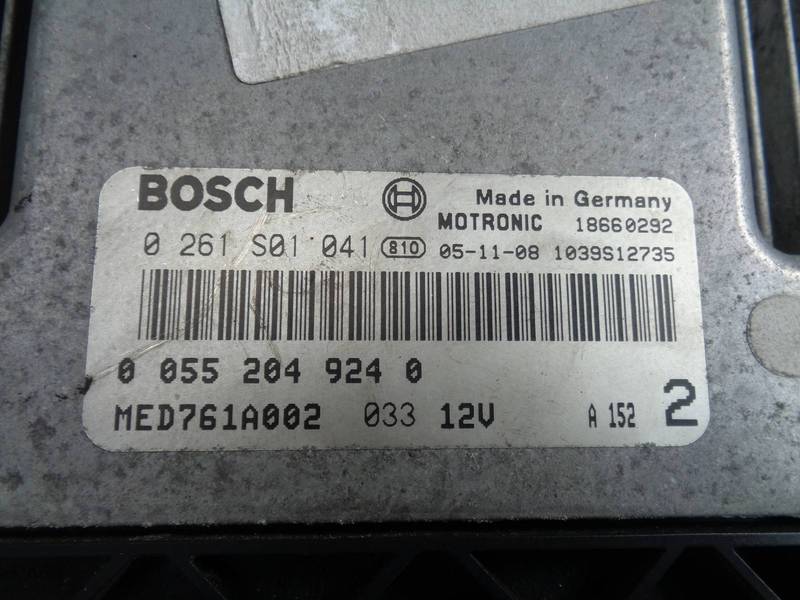 BOSCH Made in Germany
MOTRONIC 18660292
0 261 S01 041 810 05-11-08 1039S12735
0 055 204 924 0
MED761A002 033 12V A 152 2